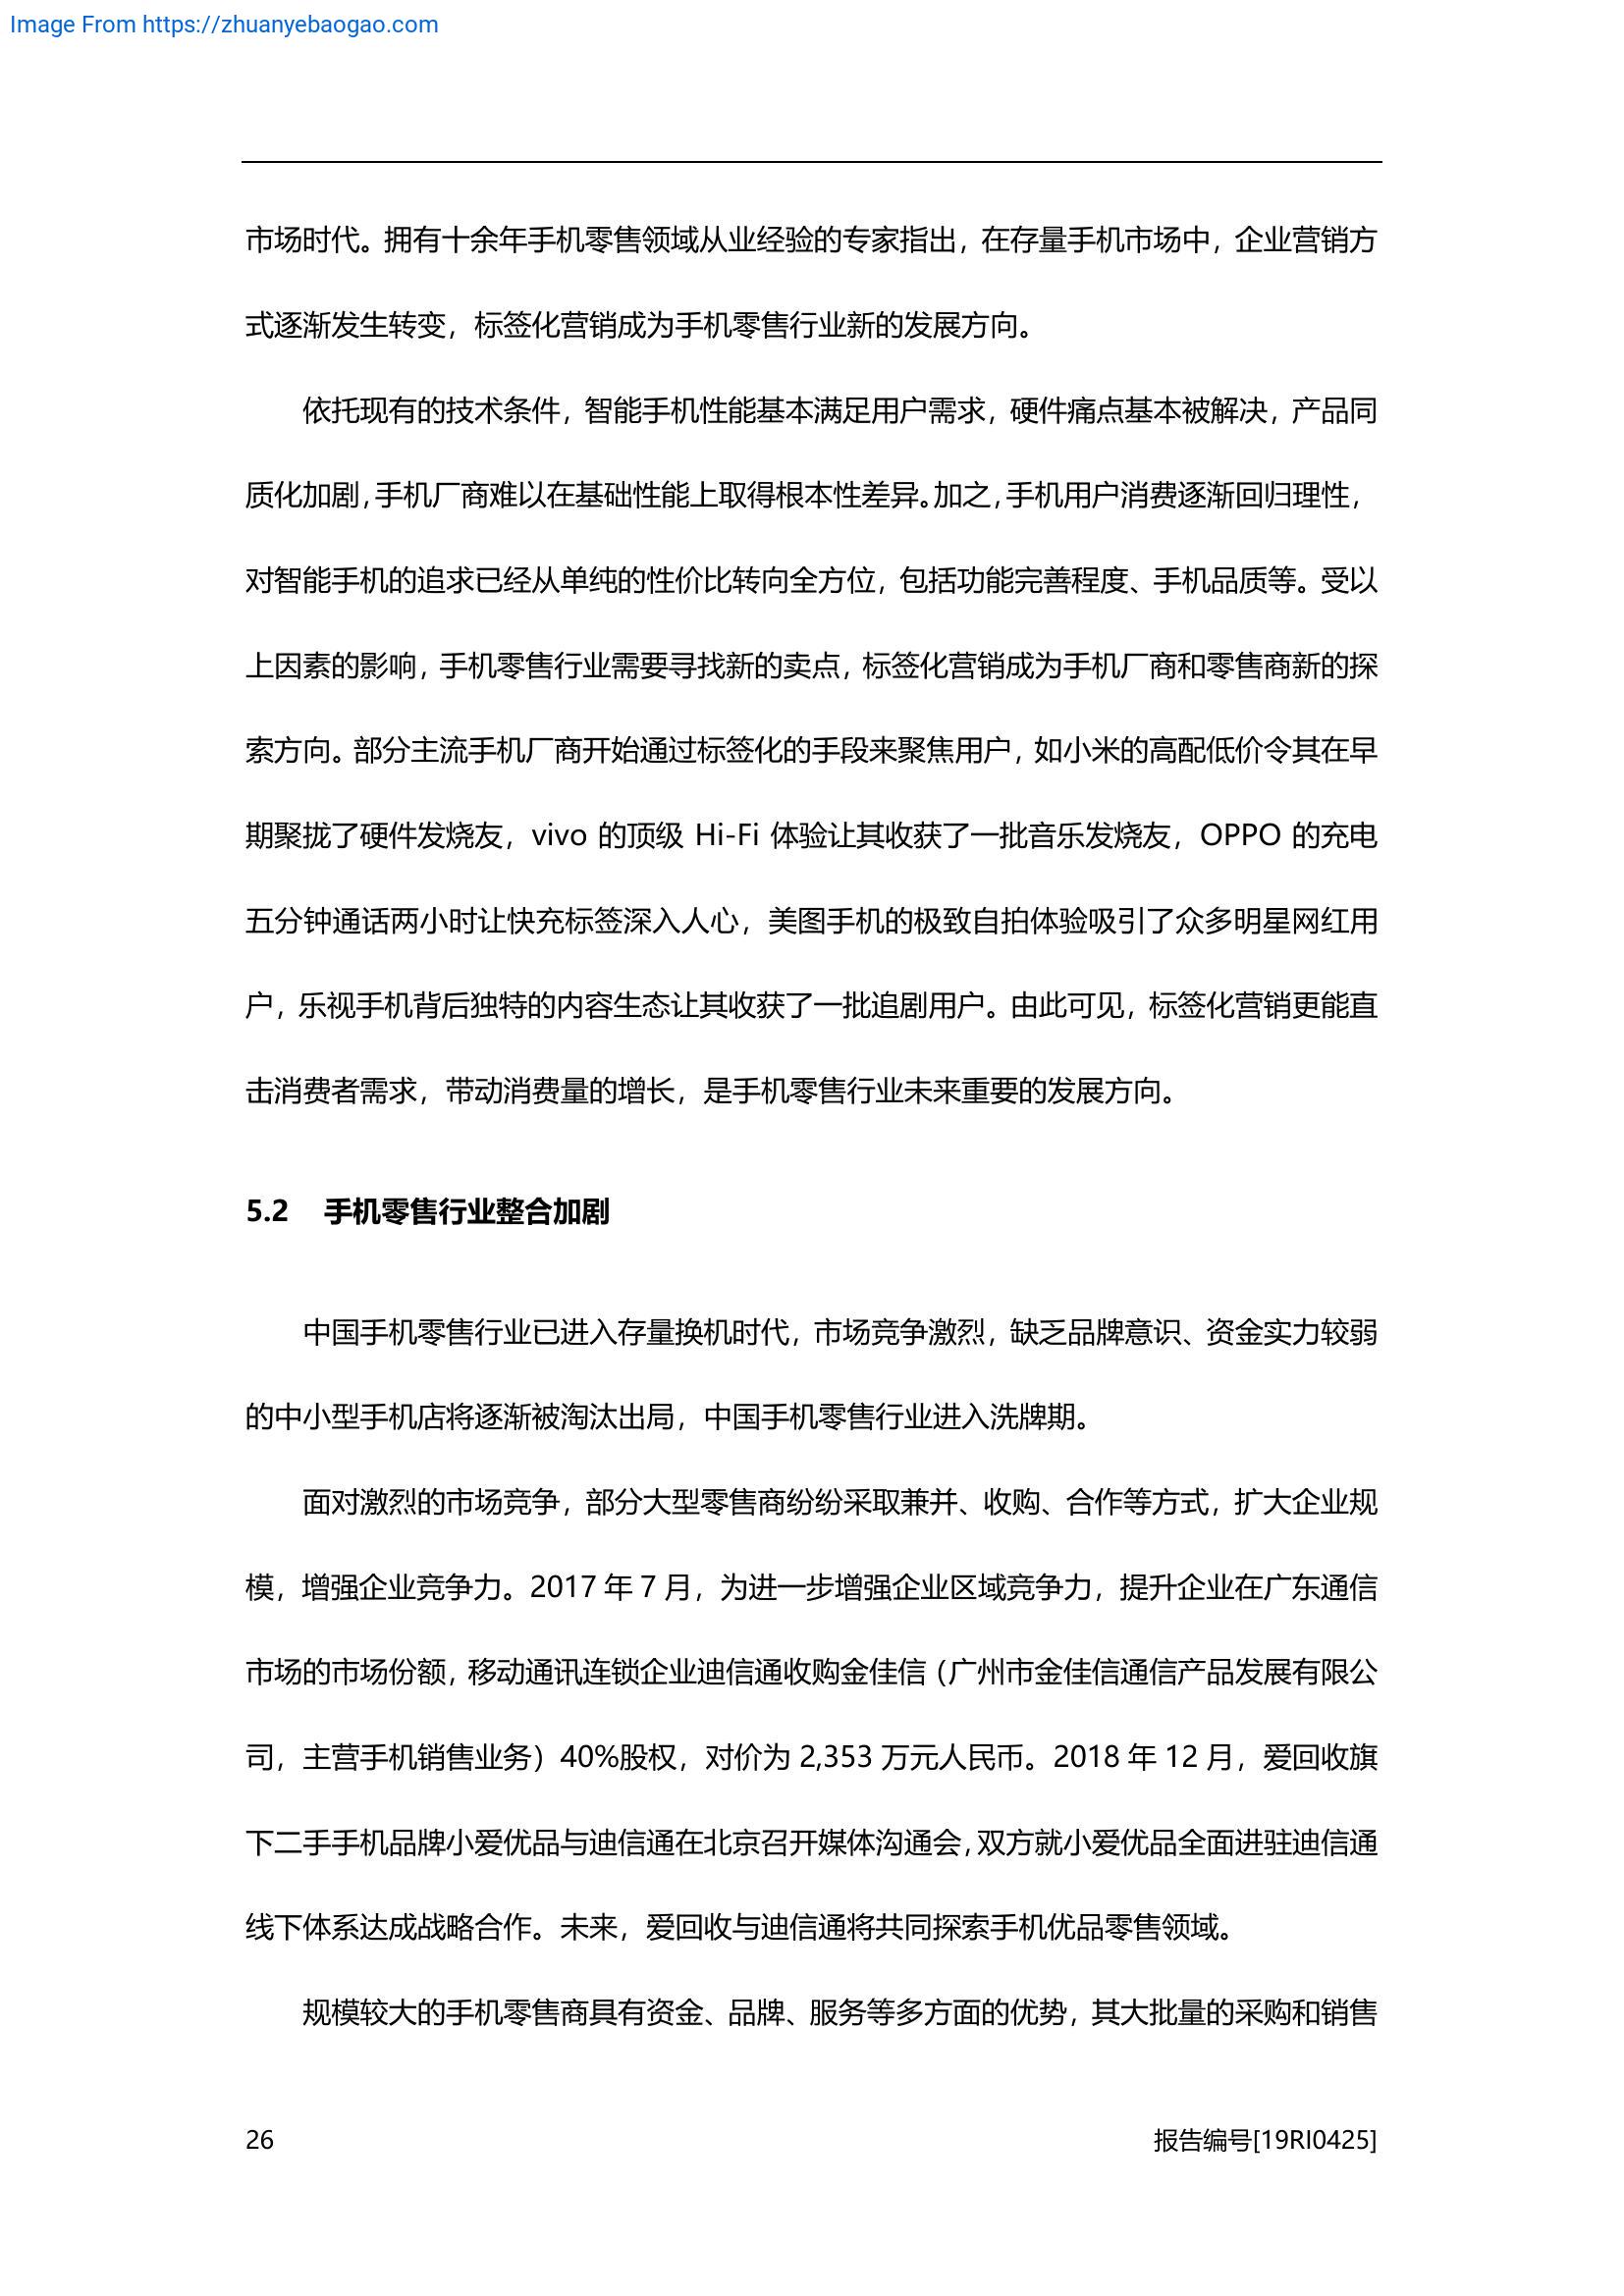 Image From https://zhuanyebaogao.com
市场时代。拥有十余年手机零售领域从业经验的专家指出，在存量手机市场中，企业营销方
式逐渐发生转变，标签化营销成为手机零售行业新的发展方向。
依托现有的技术条件，智能手机性能基本满足用户需求，硬件痛点基本被解决，产品同
质化加剧，手机厂商难以在基础性能上取得根本性差异。加之，手机用户消费逐渐回归理性，
对智能手机的追求已经从单纯的性价比转向全方位，包括功能完善程度、手机品质等。受以
上因素的影响，手机零售行业需要寻找新的卖点，标签化营销成为手机厂商和零售商新的探
索方向。部分主流手机厂商开始通过标签化的手段来聚焦用户，如小米的高配低价令其在早
期聚拢了硬件发烧友，vivo 的顶级 Hi-Fi 体验让其收获了一批音乐发烧友，OPPO 的充电
五分钟通话两小时让快充标签深入人心，美图手机的极致自拍体验吸引了众多明星网红用
户，乐视手机背后独特的内容生态让其收获了一批追剧用户。由此可见，标签化营销更能直
击消费者需求，带动消费量的增长，是手机零售行业未来重要的发展方向。
5.2 手机零售行业整合加剧
中国手机零售行业已进入存量换机时代，市场竞争激烈，缺乏品牌意识、资金实力较弱
的中小型手机店将逐渐被淘汰出局，中国手机零售行业进入洗牌期。
面对激烈的市场竞争，部分大型零售商纷纷采取兼并、收购、合作等方式，扩大企业规
模，增强企业竞争力。2017 年 7 月，为进一步增强企业区域竞争力，提升企业在广东通信
市场的市场份额，移动通讯连锁企业迪信通收购金佳信（广州市金佳信通信产品发展有限公
司，主营手机销售业务）40%股权，对价为 2,353 万元人民币。2018 年 12 月，爱回收旗
下二手手机品牌小爱优品与迪信通在北京召开媒体沟通会，双方就小爱优品全面进驻迪信通
线下体系达成战略合作。未来，爱回收与迪信通将共同探索手机优品零售领域。
规模较大的手机零售商具有资金、品牌、服务等多方面的优势，其大批量的采购和销售
26
报告编号[19RI0425]